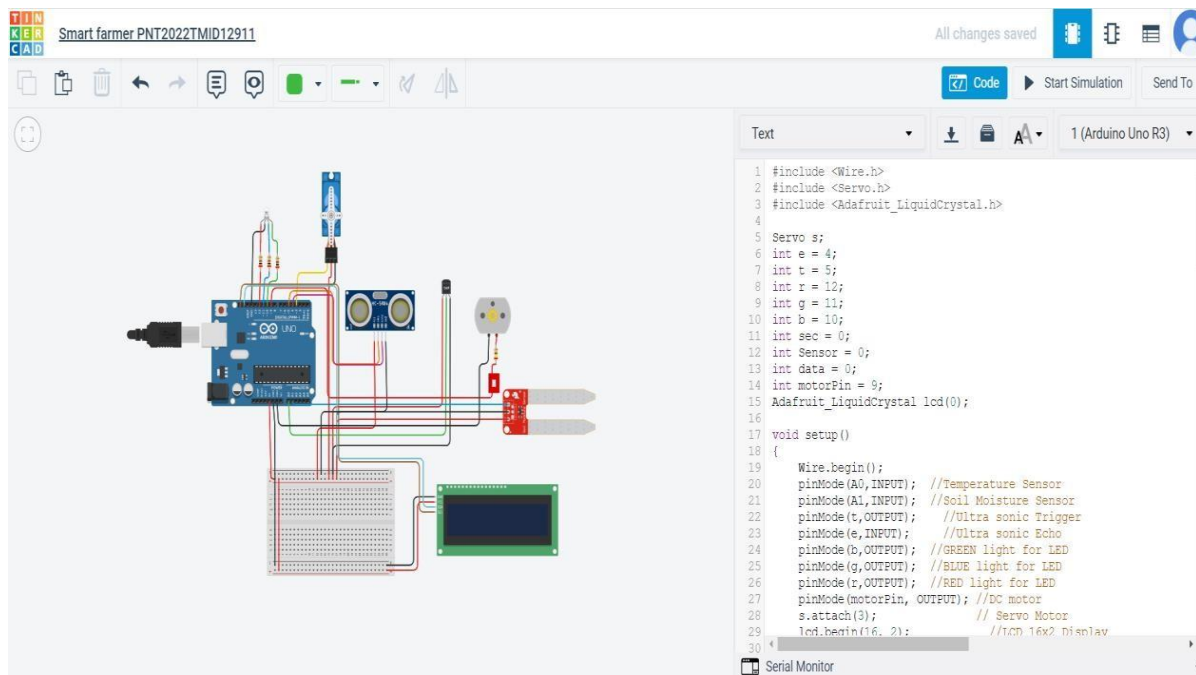 TIN
KER
CAD
Smart farmer PNT2022TMID12911
All changes saved
Code
Start Simulation
Send To
Text
1 (Arduino Uno R3)
1 #include <Wire.h>
2 #include <Servo.h>
3 #include <Adafruit_LiquidCrystal.h>
4
5 Servo s;
6 int e = 4;
7 int t = 5;
8 int r = 12;
9 int g = 11;
10 int b = 10;
11 int sec = 0;
12 int Sensor = 0;
13 int data = 0;
14 int motorPin = 9;
15 Adafruit_LiquidCrystal lcd(0);
16
17 void setup()
18 {
19 Wire.begin();
20 pinMode(A0,INPUT); //Temperature Sensor
21 pinMode(A1,INPUT); //Soil Moisture Sensor
22 pinMode(t,OUTPUT); //Ultra sonic Trigger
23 pinMode(e,INPUT); //Ultra sonic Echo
24 pinMode(b,OUTPUT); //GREEN light for LED
25 pinMode(g,OUTPUT); //BLUE light for LED
26 pinMode(r,OUTPUT); //RED light for LED
27 pinMode(motorPin, OUTPUT); //DC motor
28 s.attach(3); // Servo Motor
29 lcd.begin(16, 2); //LCD 16x2 Display
30
Serial Monitor
UNO
ARDUINO